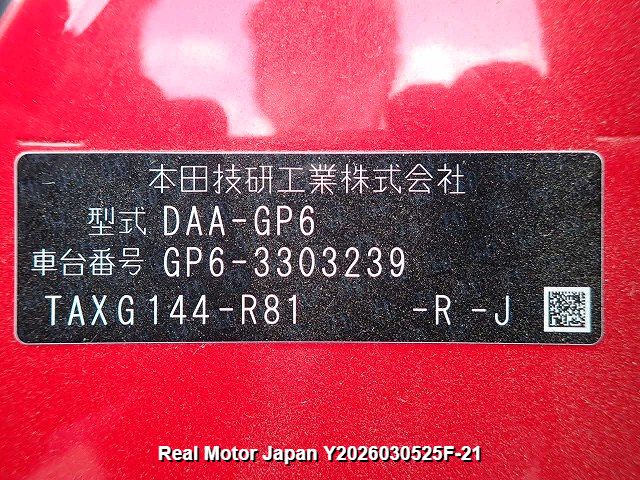 本田技研工業株式会社
型式 DAA-GP6
車台番号 GP6-3303239
TAXG144-R81 -R -J
Real Motor Japan Y2026030525F-21